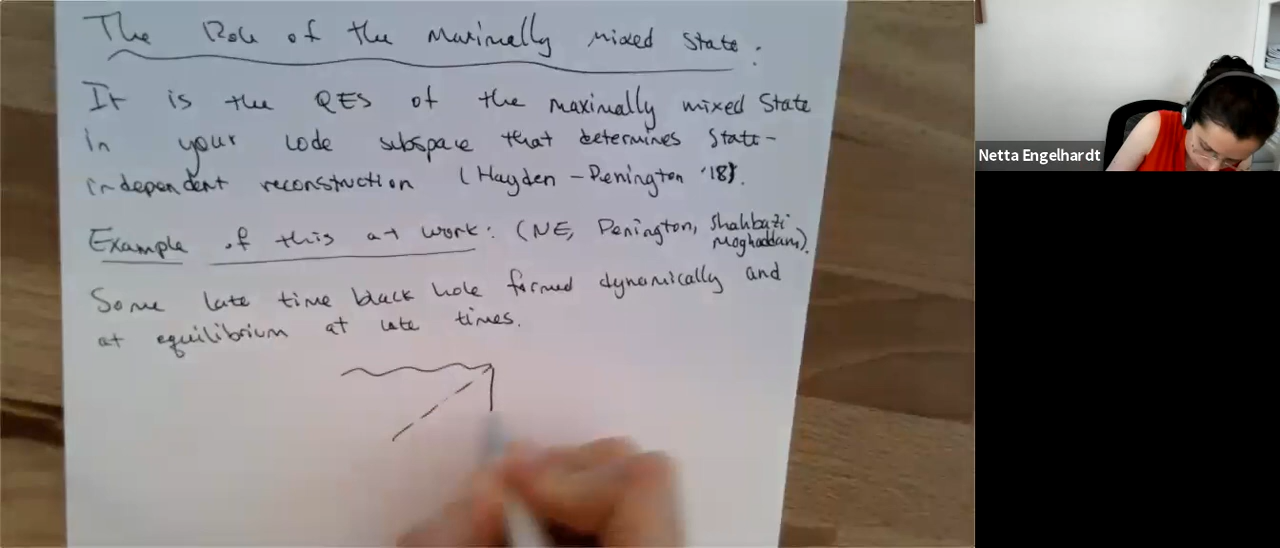 The Role of the Maximally mixed state.
It is the QES of the maximally mixed State
in your code subspace that determines state-
independent reconstruction (Hayden - Penington '18).
Example of this at work: (NE, Penington, Shahbazi
Moghaddam).
Some late time black hole formed dynamically and
at equilibrium at late times.
Netta Engelhardt